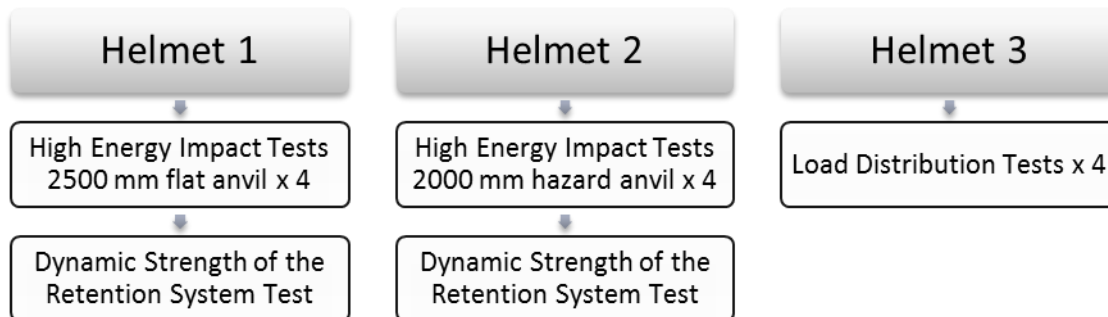 Helmet 1
High Energy Impact Tests
2500 mm flat anvil x 4
Dynamic Strength of the
Retention System Test
Helmet 2
High Energy Impact Tests
2000 mm hazard anvil x 4
Dynamic Strength of the
Retention System Test
Helmet 3
Load Distribution Tests x 4